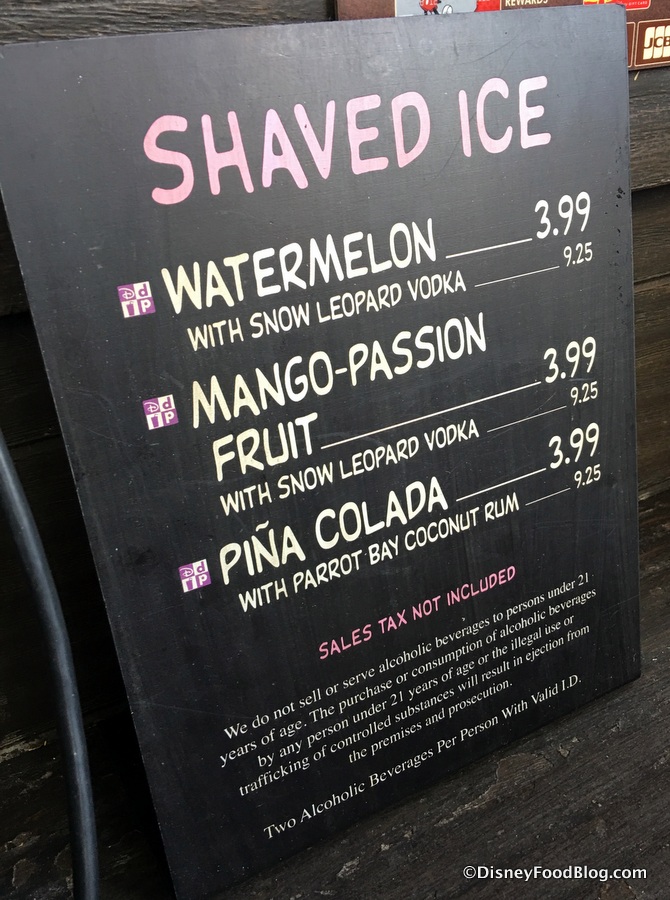 REWARDS
JCB
SHAVED ICE
WATERMELON 3.99
WITH SNOW LEOPARD VODKA 9.25
MANGO-PASSION
FRUIT 3.99
WITH SNOW LEOPARD VODKA 9.25
PIÑA COLADA 3.99
WITH PARROT BAY COCONUT RUM 9.25
SALES TAX NOT INCLUDED
We do not sell or serve alcoholic beverages to persons under 21
years of age. The purchase or consumption of alcoholic beverages
by any person under 21 years of age or the illegal use or
trafficking of controlled substances will result in ejection from
the premises and prosecution.
Two Alcoholic Beverages Per Person With Valid I.D.
©DisneyFoodBlog.com